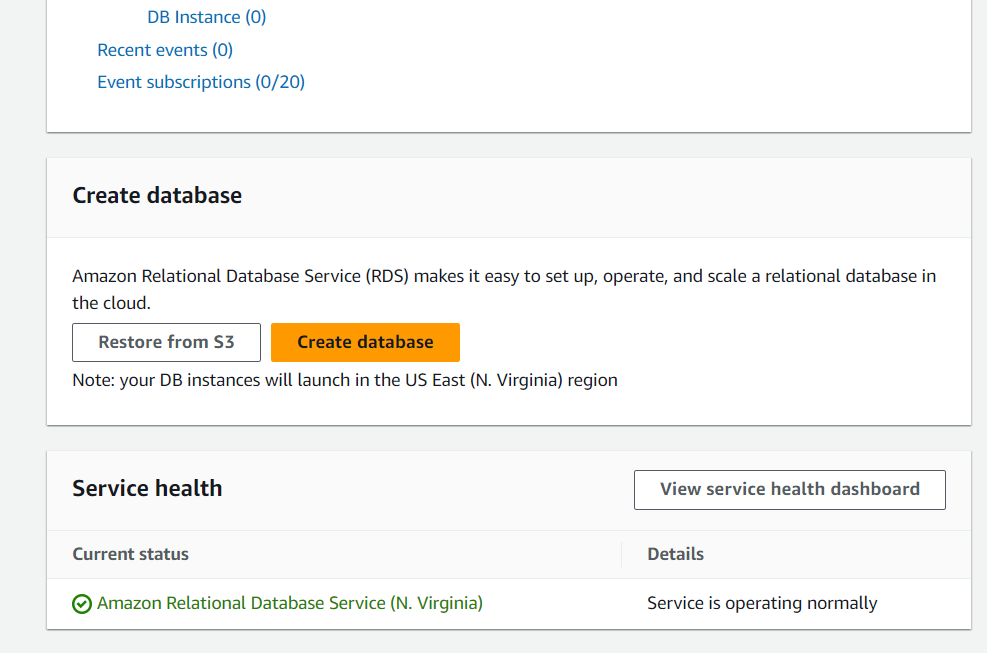 DB Instance (0)
Recent events (0)
Event subscriptions (0/20)
Create database
Amazon Relational Database Service (RDS) makes it easy to set up, operate, and scale a relational database in
the cloud.
Restore from S3
Create database
Note: your DB instances will launch in the US East (N. Virginia) region
Service health
View service health dashboard
Current status
Details
Amazon Relational Database Service (N. Virginia)
Service is operating normally